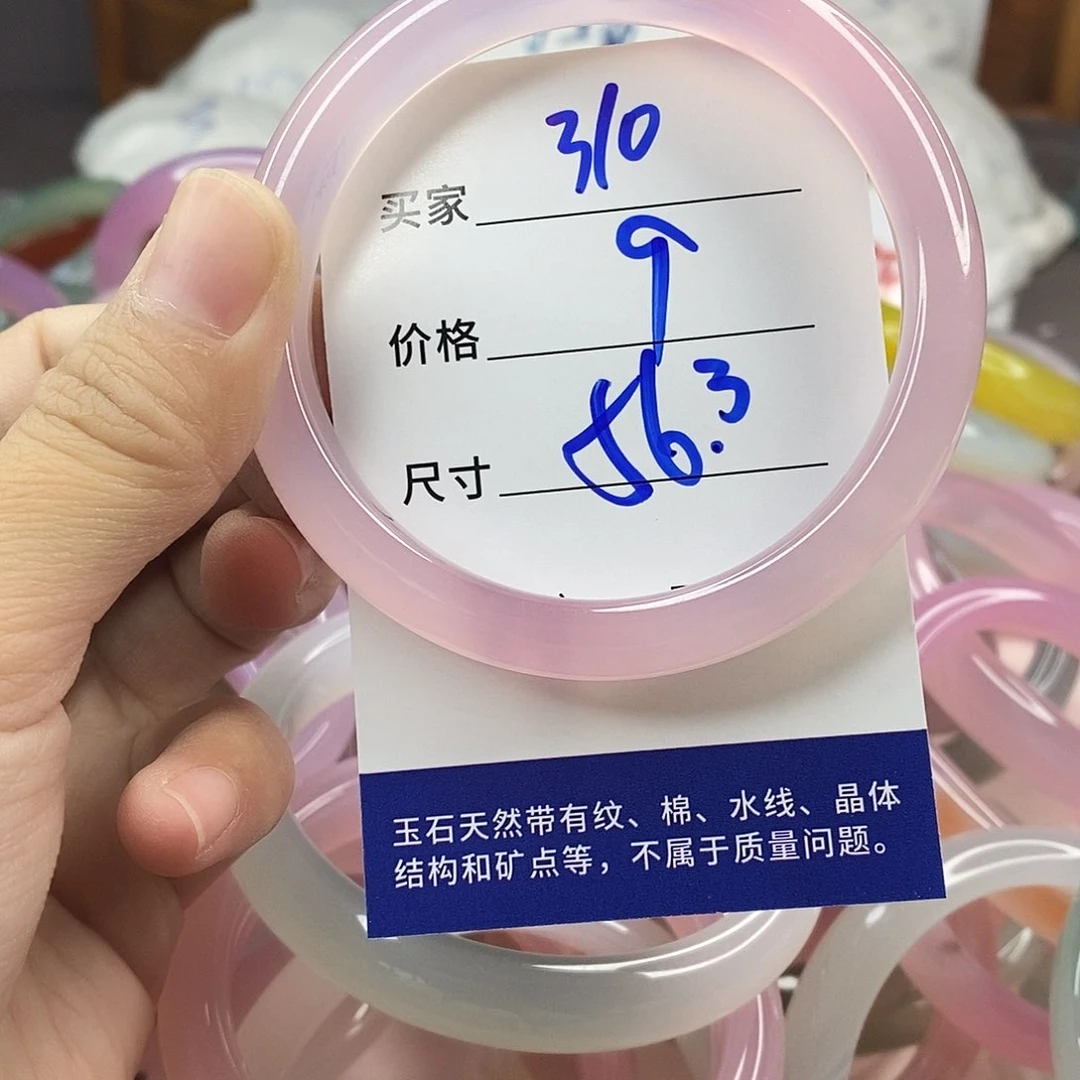 买家 310
价格 9
尺寸 56.3
玉石天然带有纹、棉、水线、晶体
结构和矿点等，不属于质量问题。